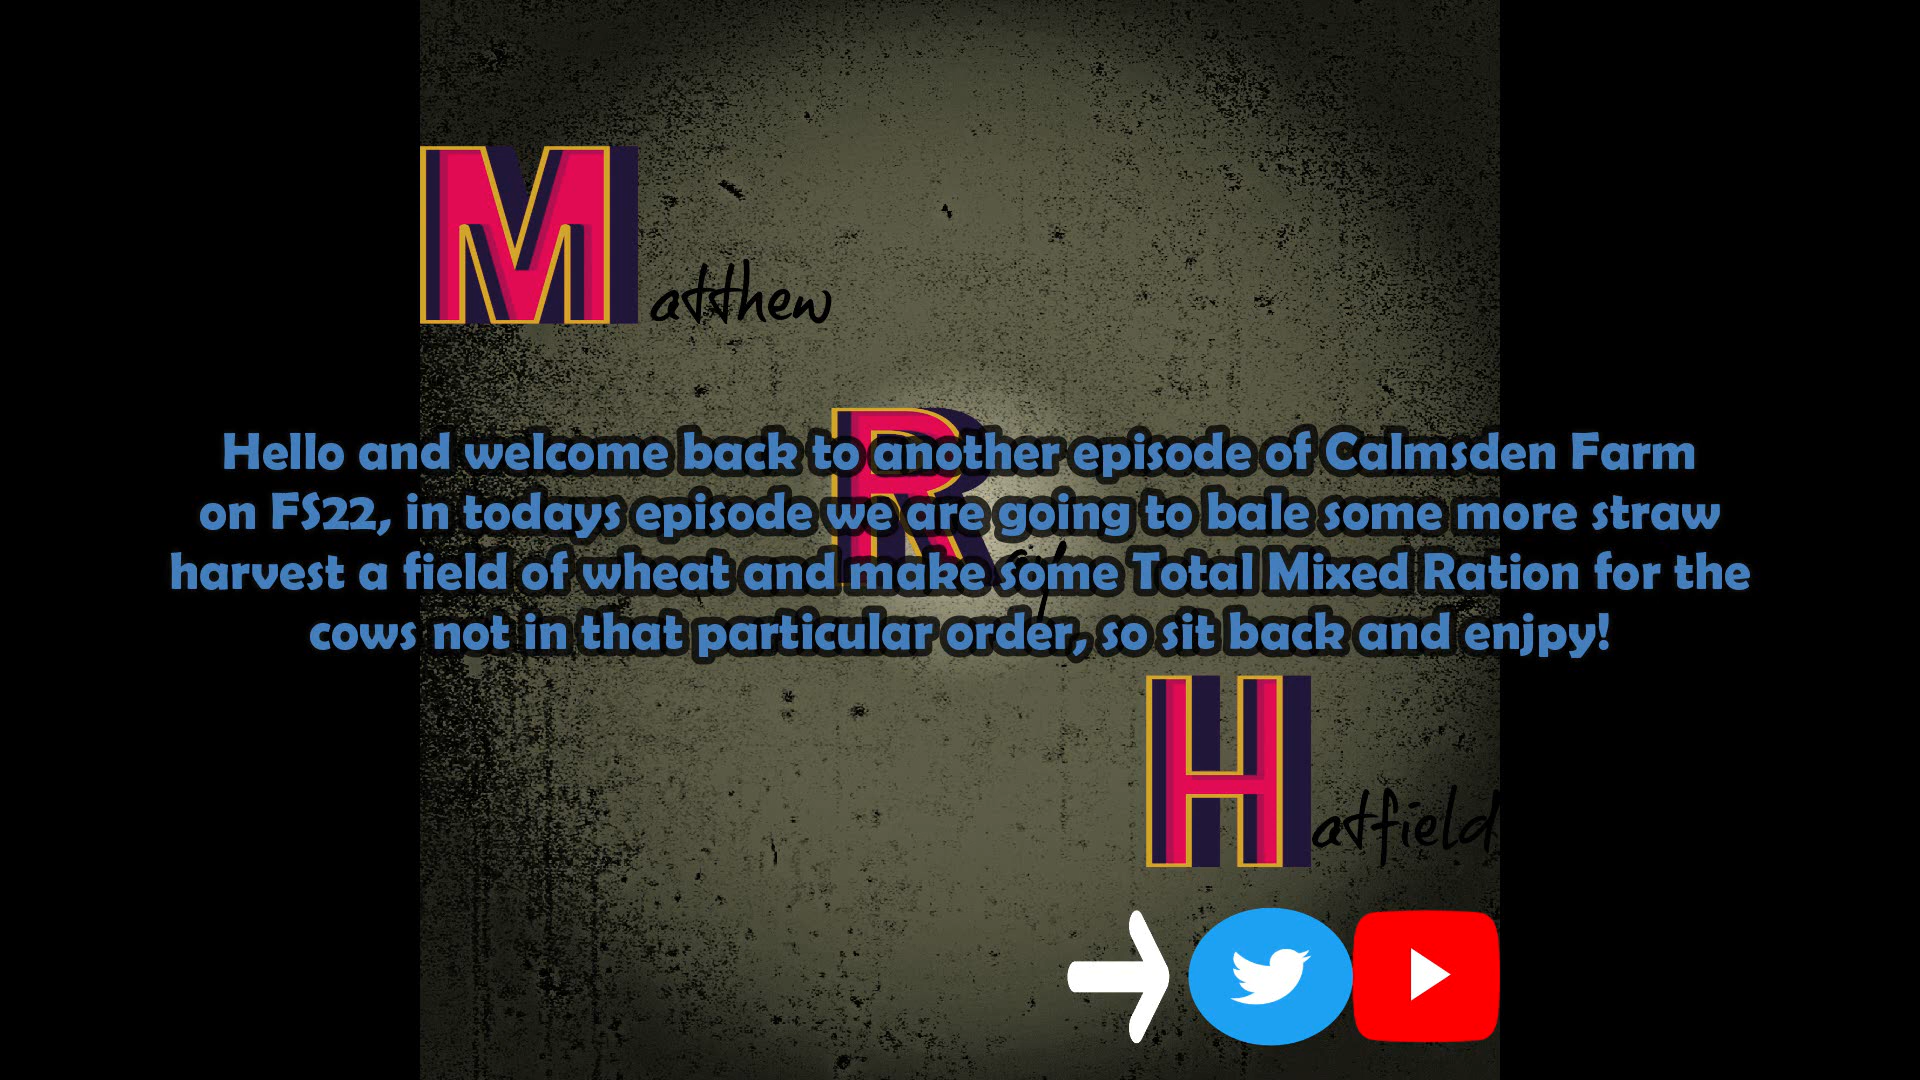 Matthew
Hello and welcome back to another episode of Calmsden Farm
on FS22, in todays episode we are going to bale some more straw
harvest a field of wheat and make some Total Mixed Ration for the
cows not in that particular order, so sit back and enjpy!
R
Hatfield